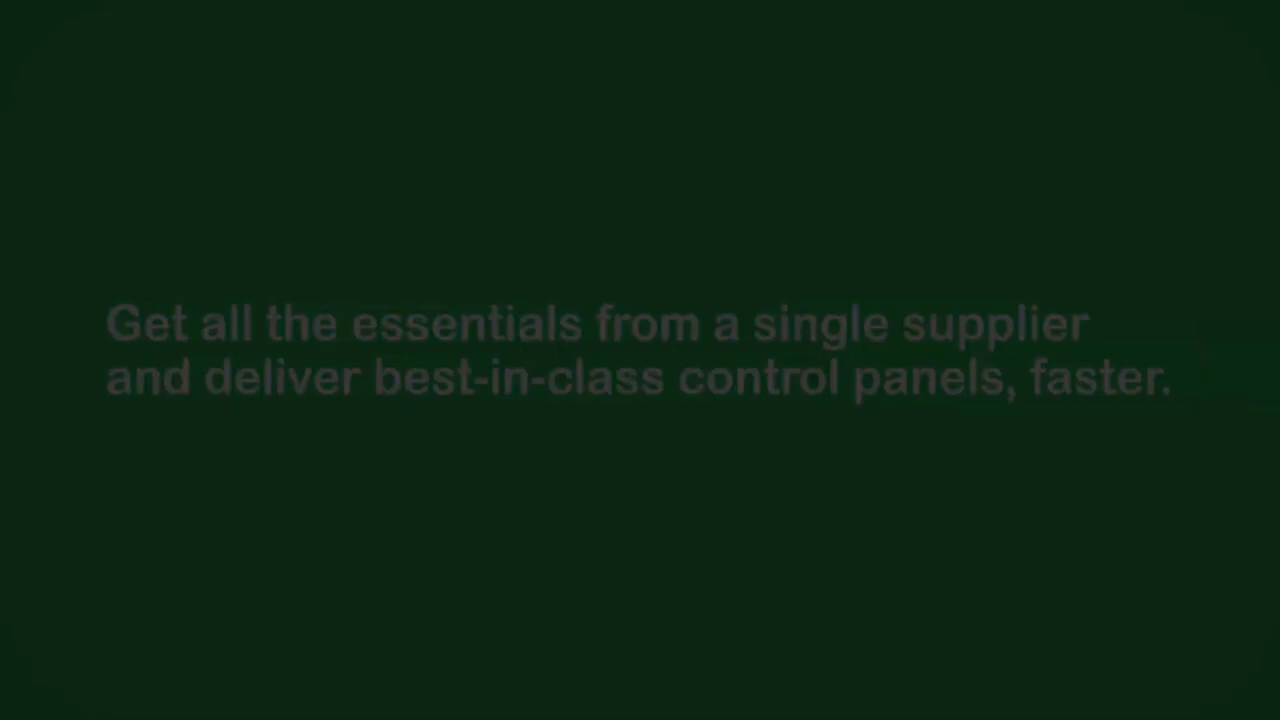 Get all the essentials from a single supplier
and deliver best-in-class control panels, faster.